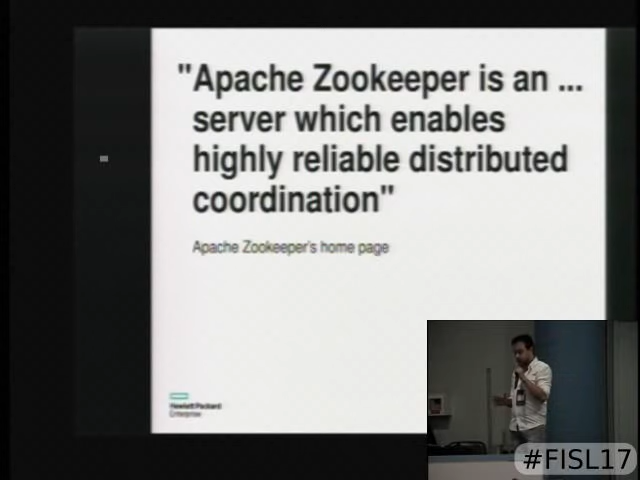 "Apache Zookeeper is an ...
server which enables
highly reliable distributed
coordination"
Apache Zookeeper's home page
Hewlett Packard
Enterprise
#FISL17